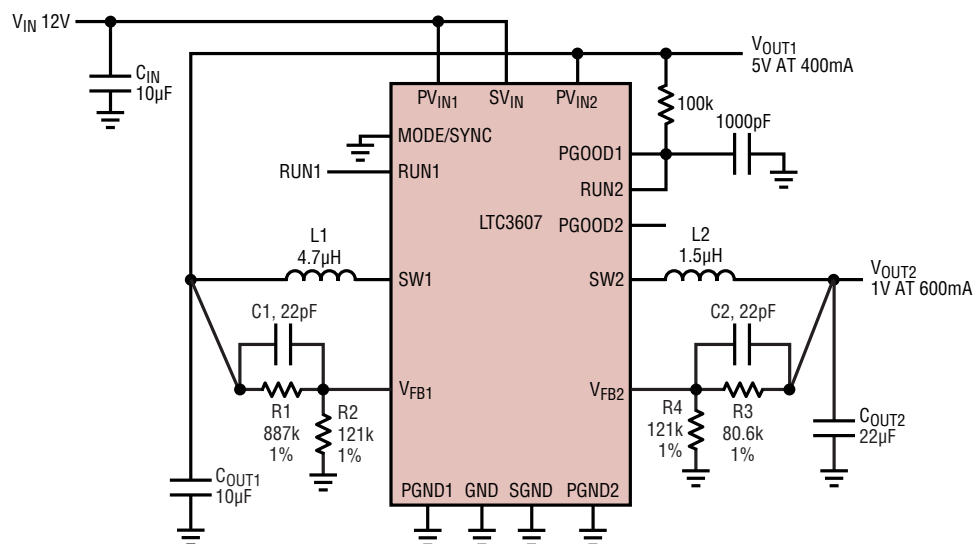 VIN 12V
CIN
10µF
VOUT1
5V AT 400mA
PVIN1
SVIN
PVIN2
100k
1000pF
MODE/SYNC
PGOOD1
RUN1
RUN1
RUN2
LTC3607
PGOOD2
L1
4.7µH
SW1
SW2
L2
1.5µH
VOUT2
1V AT 600mA
C1, 22pF
C2, 22pF
VFB1
VFB2
R1
887k
1%
R2
121k
1%
R4
121k
1%
R3
80.6k
1%
COUT2
22µF
COUT1
10µF
PGND1
GND
SGND
PGND2